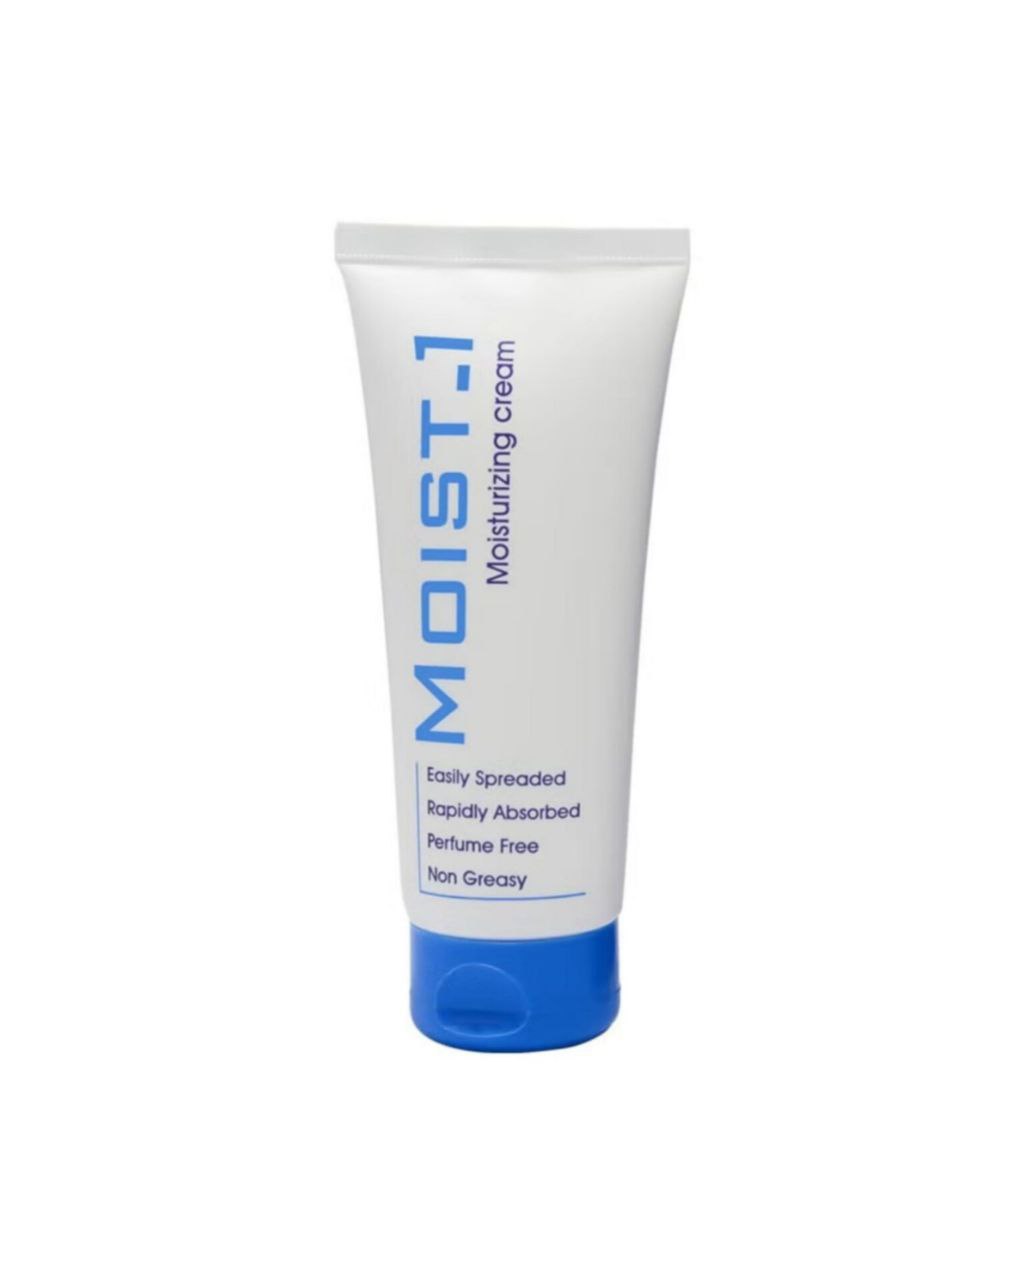 MOIST-1
Moisturizing cream
Easily Spreaded
Rapidly Absorbed
Perfume Free
Non Greasy